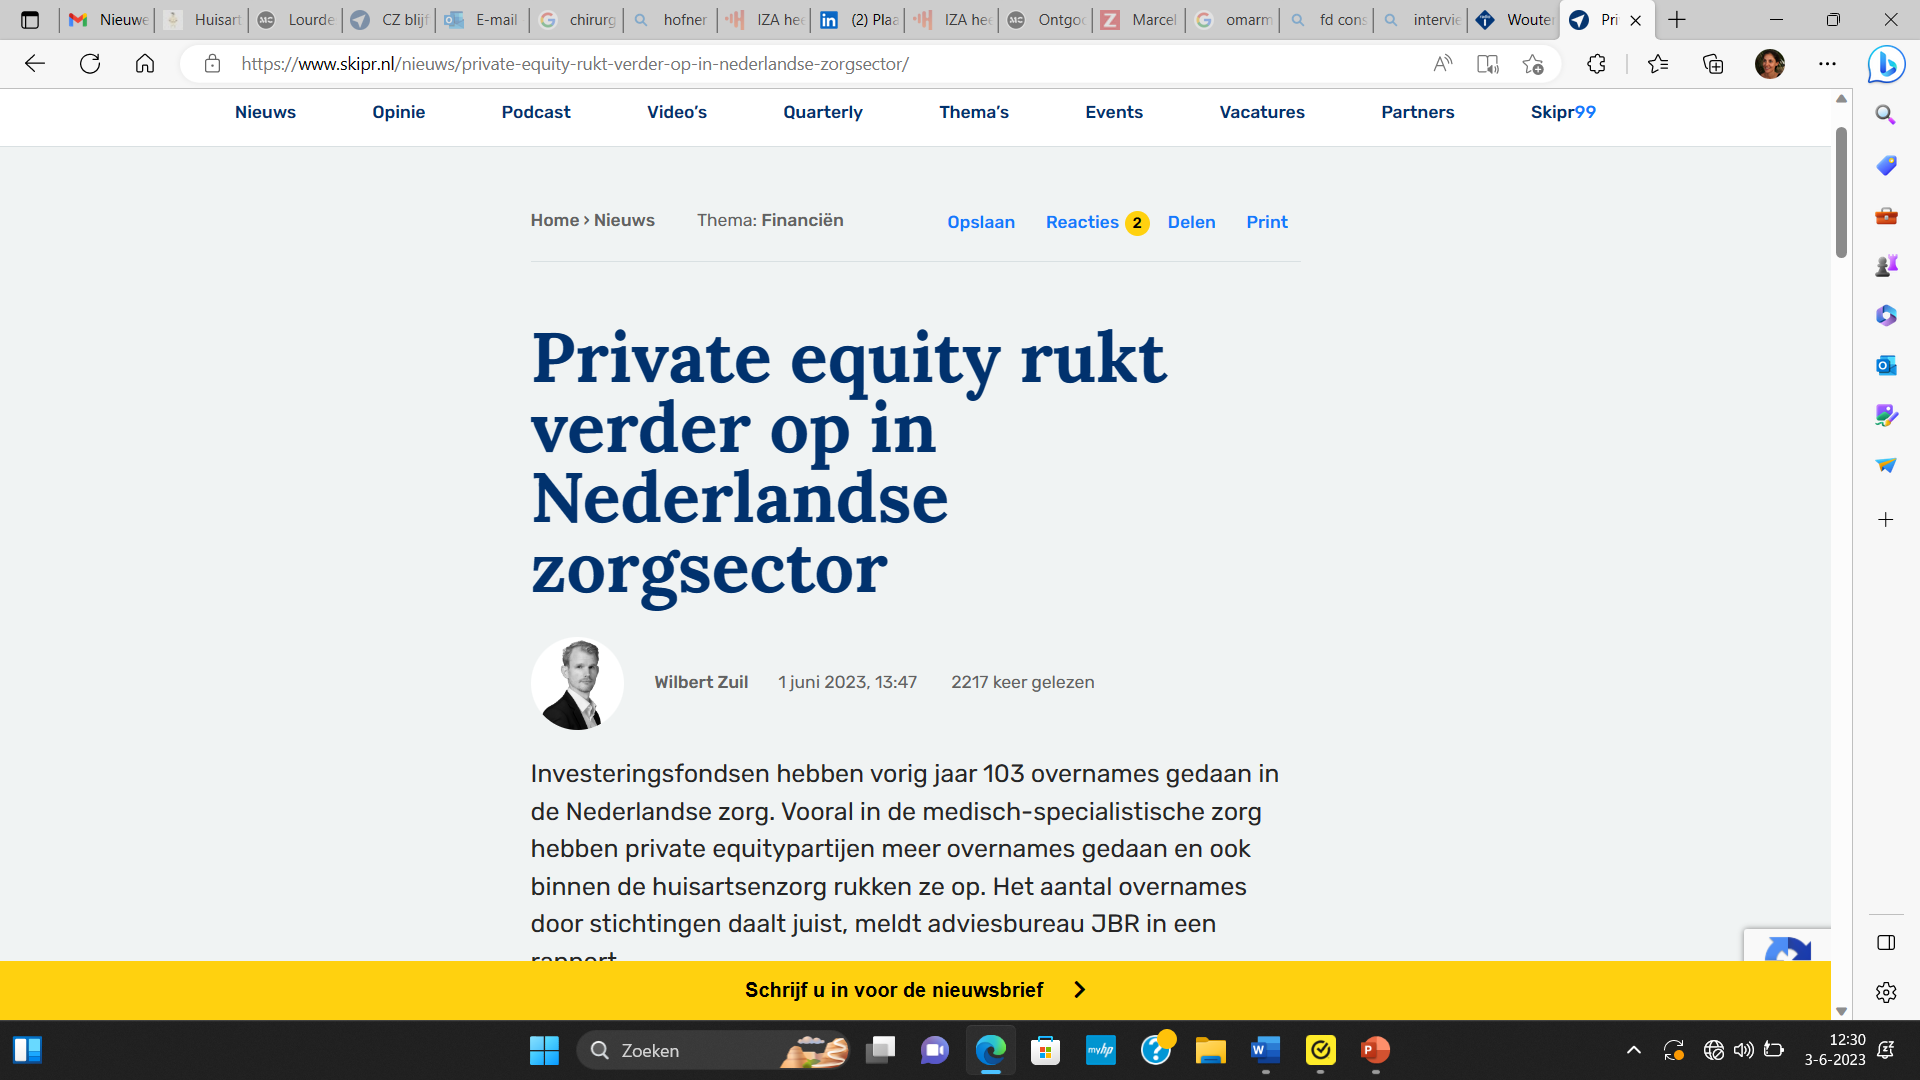 Nieuwe
Huisart
Lourde
CZ blijf
E-mail
chirurg
hofner
IZA hee
(2) Plaa
IZA hee
Ontgoo
Marcel
omarm
fd cons
intervie
Wouter
Pri
https://www.skipr.nl/nieuws/private-equity-rukt-verder-op-in-nederlandse-zorgsector/
Nieuws Opinie Podcast Video's Quarterly Thema's Events Vacatures Partners Skipr99
Home › Nieuws Thema: Financiën Opslaan Reacties 2 Delen Print
Private equity rukt
verder op in
Nederlandse
zorgsector
Wilbert Zuil 1 juni 2023, 13:47 2217 keer gelezen
Investeringsfondsen hebben vorig jaar 103 overnames gedaan in
de Nederlandse zorg. Vooral in de medisch-specialistische zorg
hebben private equitypartijen meer overnames gedaan en ook
binnen de huisartsenzorg rukken ze op. Het aantal overnames
door stichtingen daalt juist, meldt adviesbureau JBR in een
rapport.
Schrijf u in voor de nieuwsbrief
Zoeken
myhp
12:30
3-6-2023